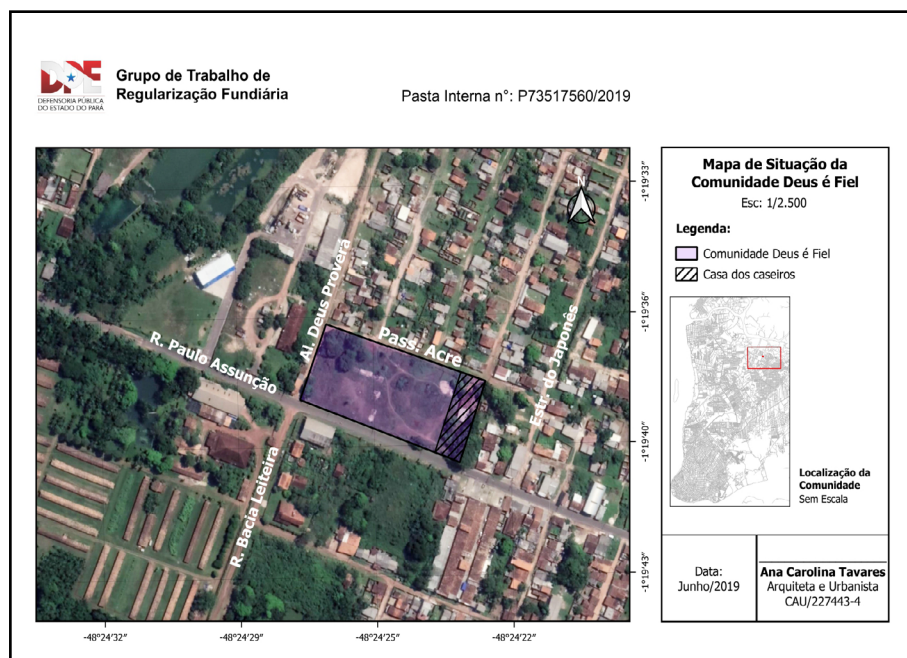 DPE
DEFENSORIA PÚBLICA
DO ESTADO DO PARÁ
Grupo de Trabalho de
Regularização Fundiária
Pasta Interna n°: P73517560/2019
R. Paulo Assunção
Al. Deus Proverá
Pass. Acre
Estr. do Japonês
R. Bacia Leiteira
N
-1°19'33"
-1°19'36"
-1°19'40"
-1°19'43"
-48°24'32"
-48°24'29"
-48°24'25"
-48°24'22"
Mapa de Situação da
Comunidade Deus é Fiel
Esc: 1/2.500
Legenda:
Comunidade Deus é Fiel
Casa dos caseiros
Localização da
Comunidade
Sem Escala
Data:
Junho/2019
Ana Carolina Tavares
Arquiteta e Urbanista
CAU/227443-4